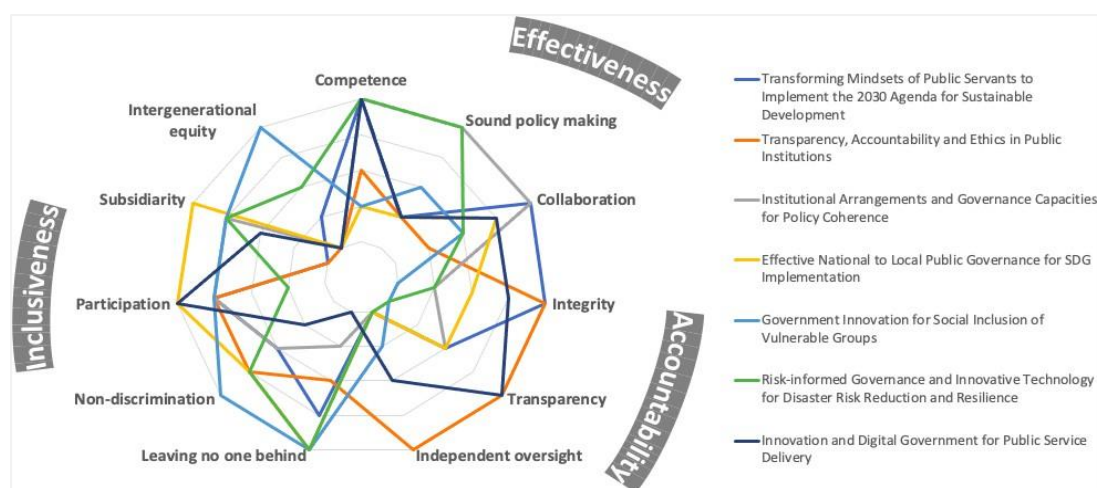 Effectiveness
Competence
Intergenerational
equity
Sound policy making
Subsidiarity
Collaboration
Inclusiveness
Participation
Integrity
Accountability
Non-discrimination
Transparency
Leaving no one behind
Independent oversight
Transforming Mindsets of Public Servants to
Implement the 2030 Agenda for Sustainable
Development
Transparency, Accountability and Ethics in Public
Institutions
Institutional Arrangements and Governance Capacities
for Policy Coherence
Effective National to Local Public Governance for SDG
Implementation
Government Innovation for Social Inclusion of
Vulnerable Groups
Risk-informed Governance and Innovative Technology
for Disaster Risk Reduction and Resilience
Innovation and Digital Government for Public Service
Delivery